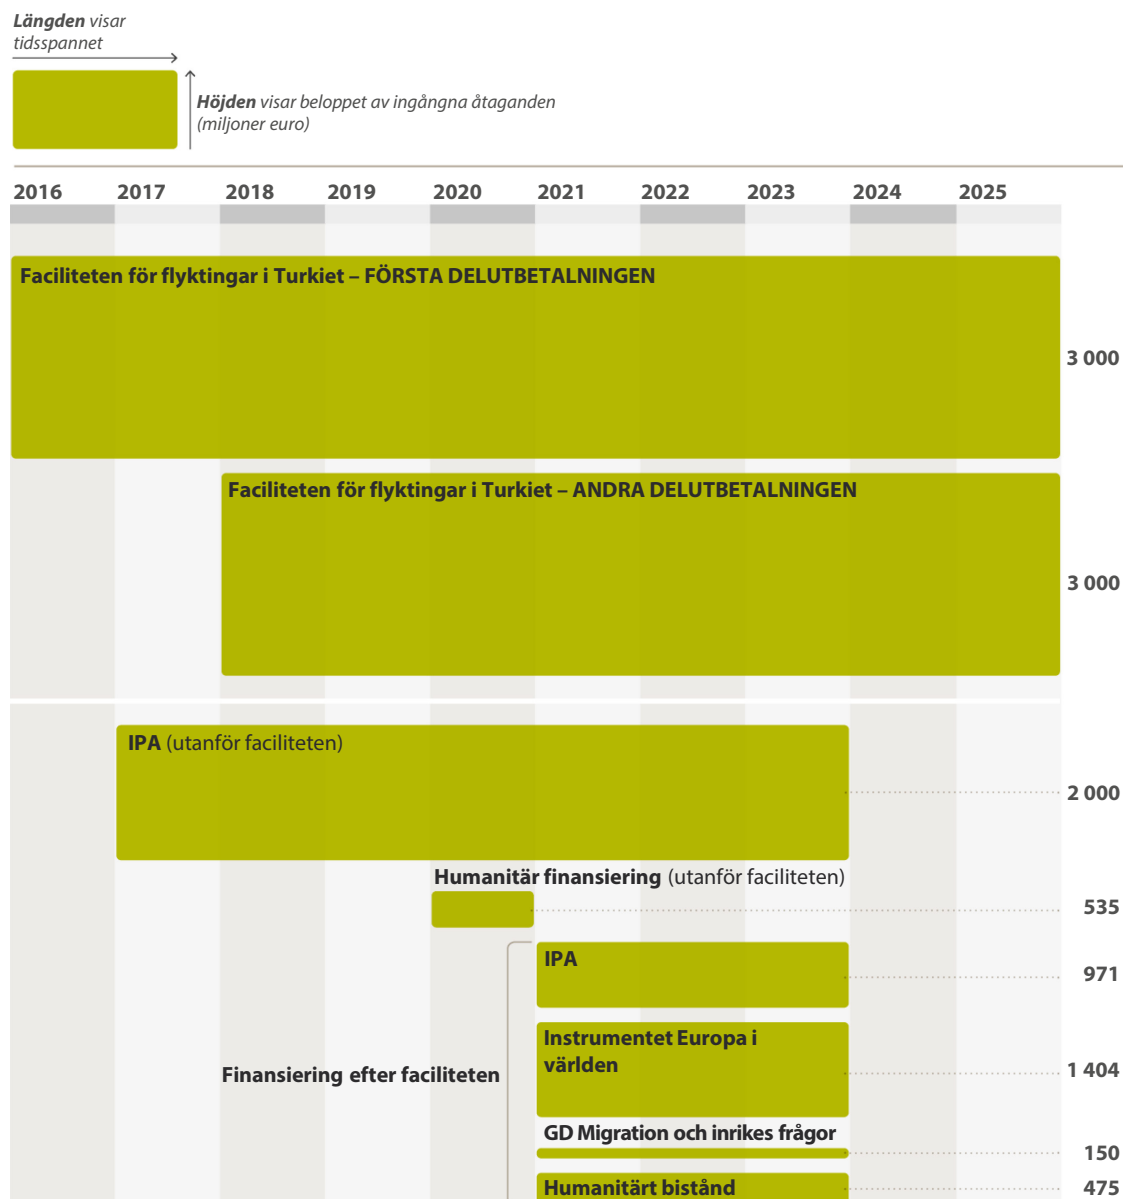 Längden visar
tidsspannet
Höjden visar beloppet av ingångna åtaganden
(miljoner euro)
2016 2017 2018 2019 2020 2021 2022 2023 2024 2025
Faciliteten för flyktingar i Turkiet – FÖRSTA DELUTBETALNINGEN
3 000
Faciliteten för flyktingar i Turkiet – ANDRA DELUTBETALNINGEN
3 000
IPA (utanför faciliteten)
2 000
Humanitär finansiering (utanför faciliteten)
535
IPA
971
Instrumentet Europa i
världen
1 404
Finansiering efter faciliteten
GD Migration och inrikes frågor
150
Humanitärt bistånd
475